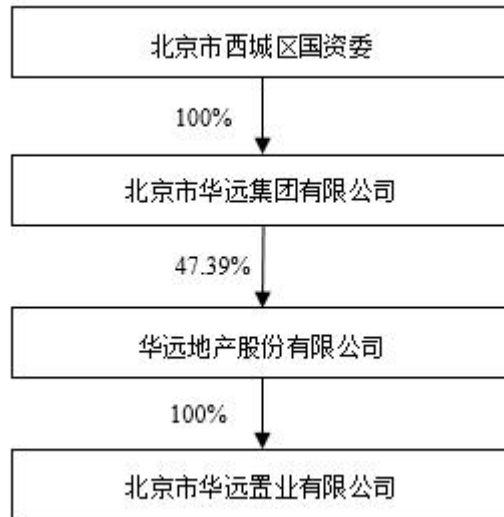 北京市西城区国资委
100%
北京市华远集团有限公司
47.39%
华远地产股份有限公司
100%
北京市华远置业有限公司